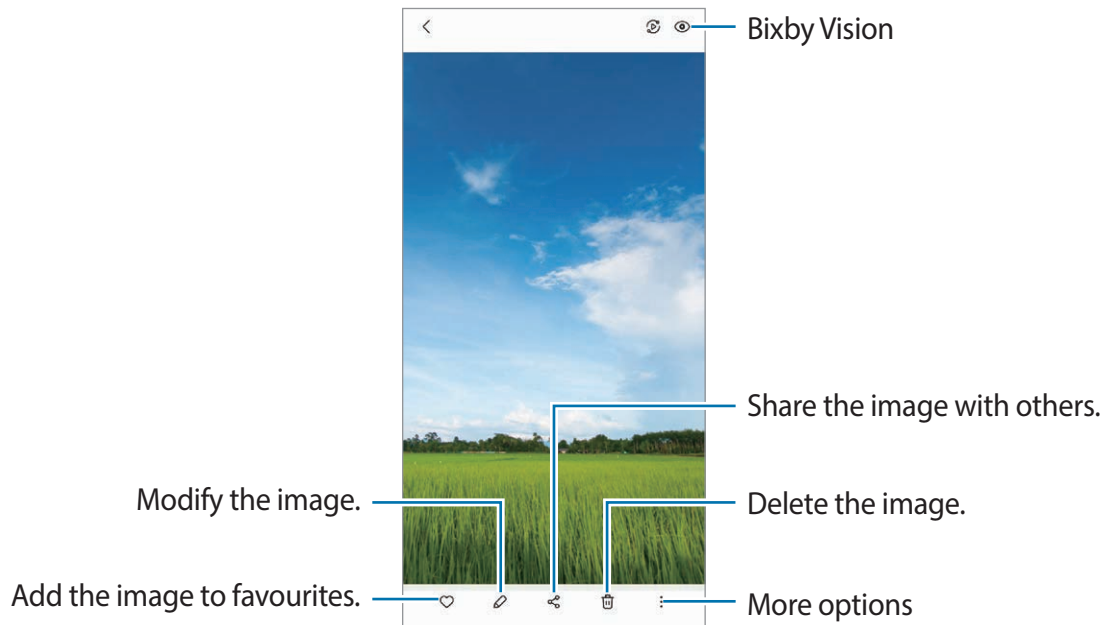 Bixby Vision
Share the image with others.
Modify the image.
Delete the image.
Add the image to favourites.
More options